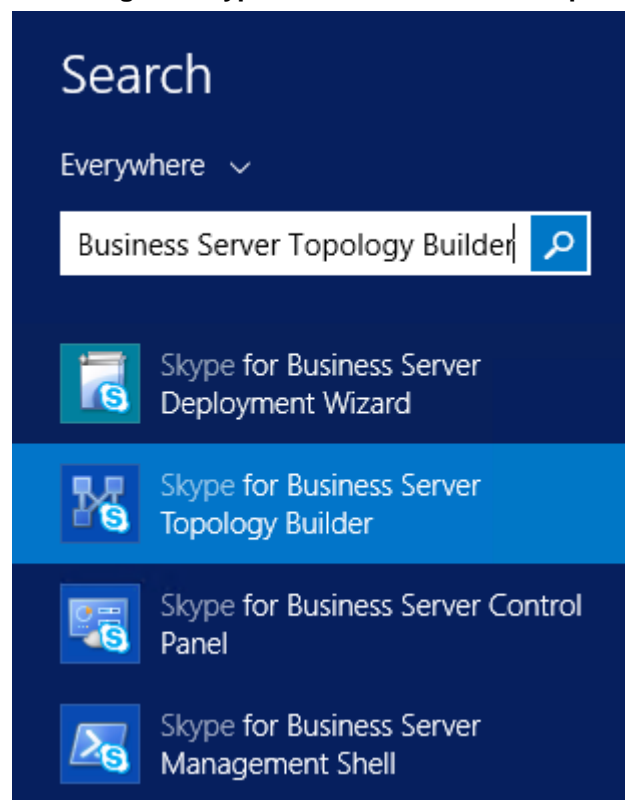 Search
Everywhere
Business Server Topology Builder
Skype for Business Server
Deployment Wizard
Skype for Business Server
Topology Builder
Skype for Business Server Control
Panel
Skype for Business Server
Management Shell